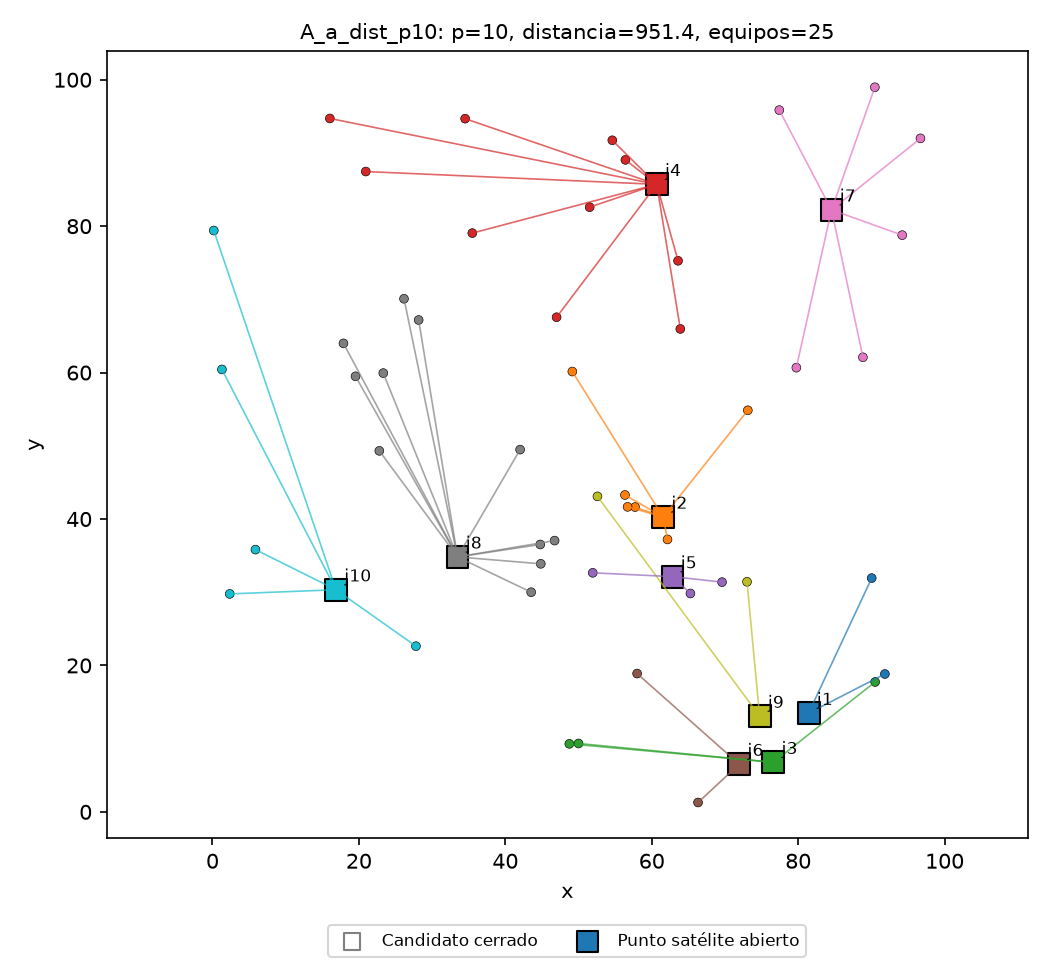 A_a_dist_p10: p=10, distancia=951.4, equipos=25
100
80
60
40
20
0
y
j4
j7
j2
j8
j5
j10
j9
j1
j6
j3
0
20
40
60
80
100
x
Candidato cerrado
Punto satélite abierto